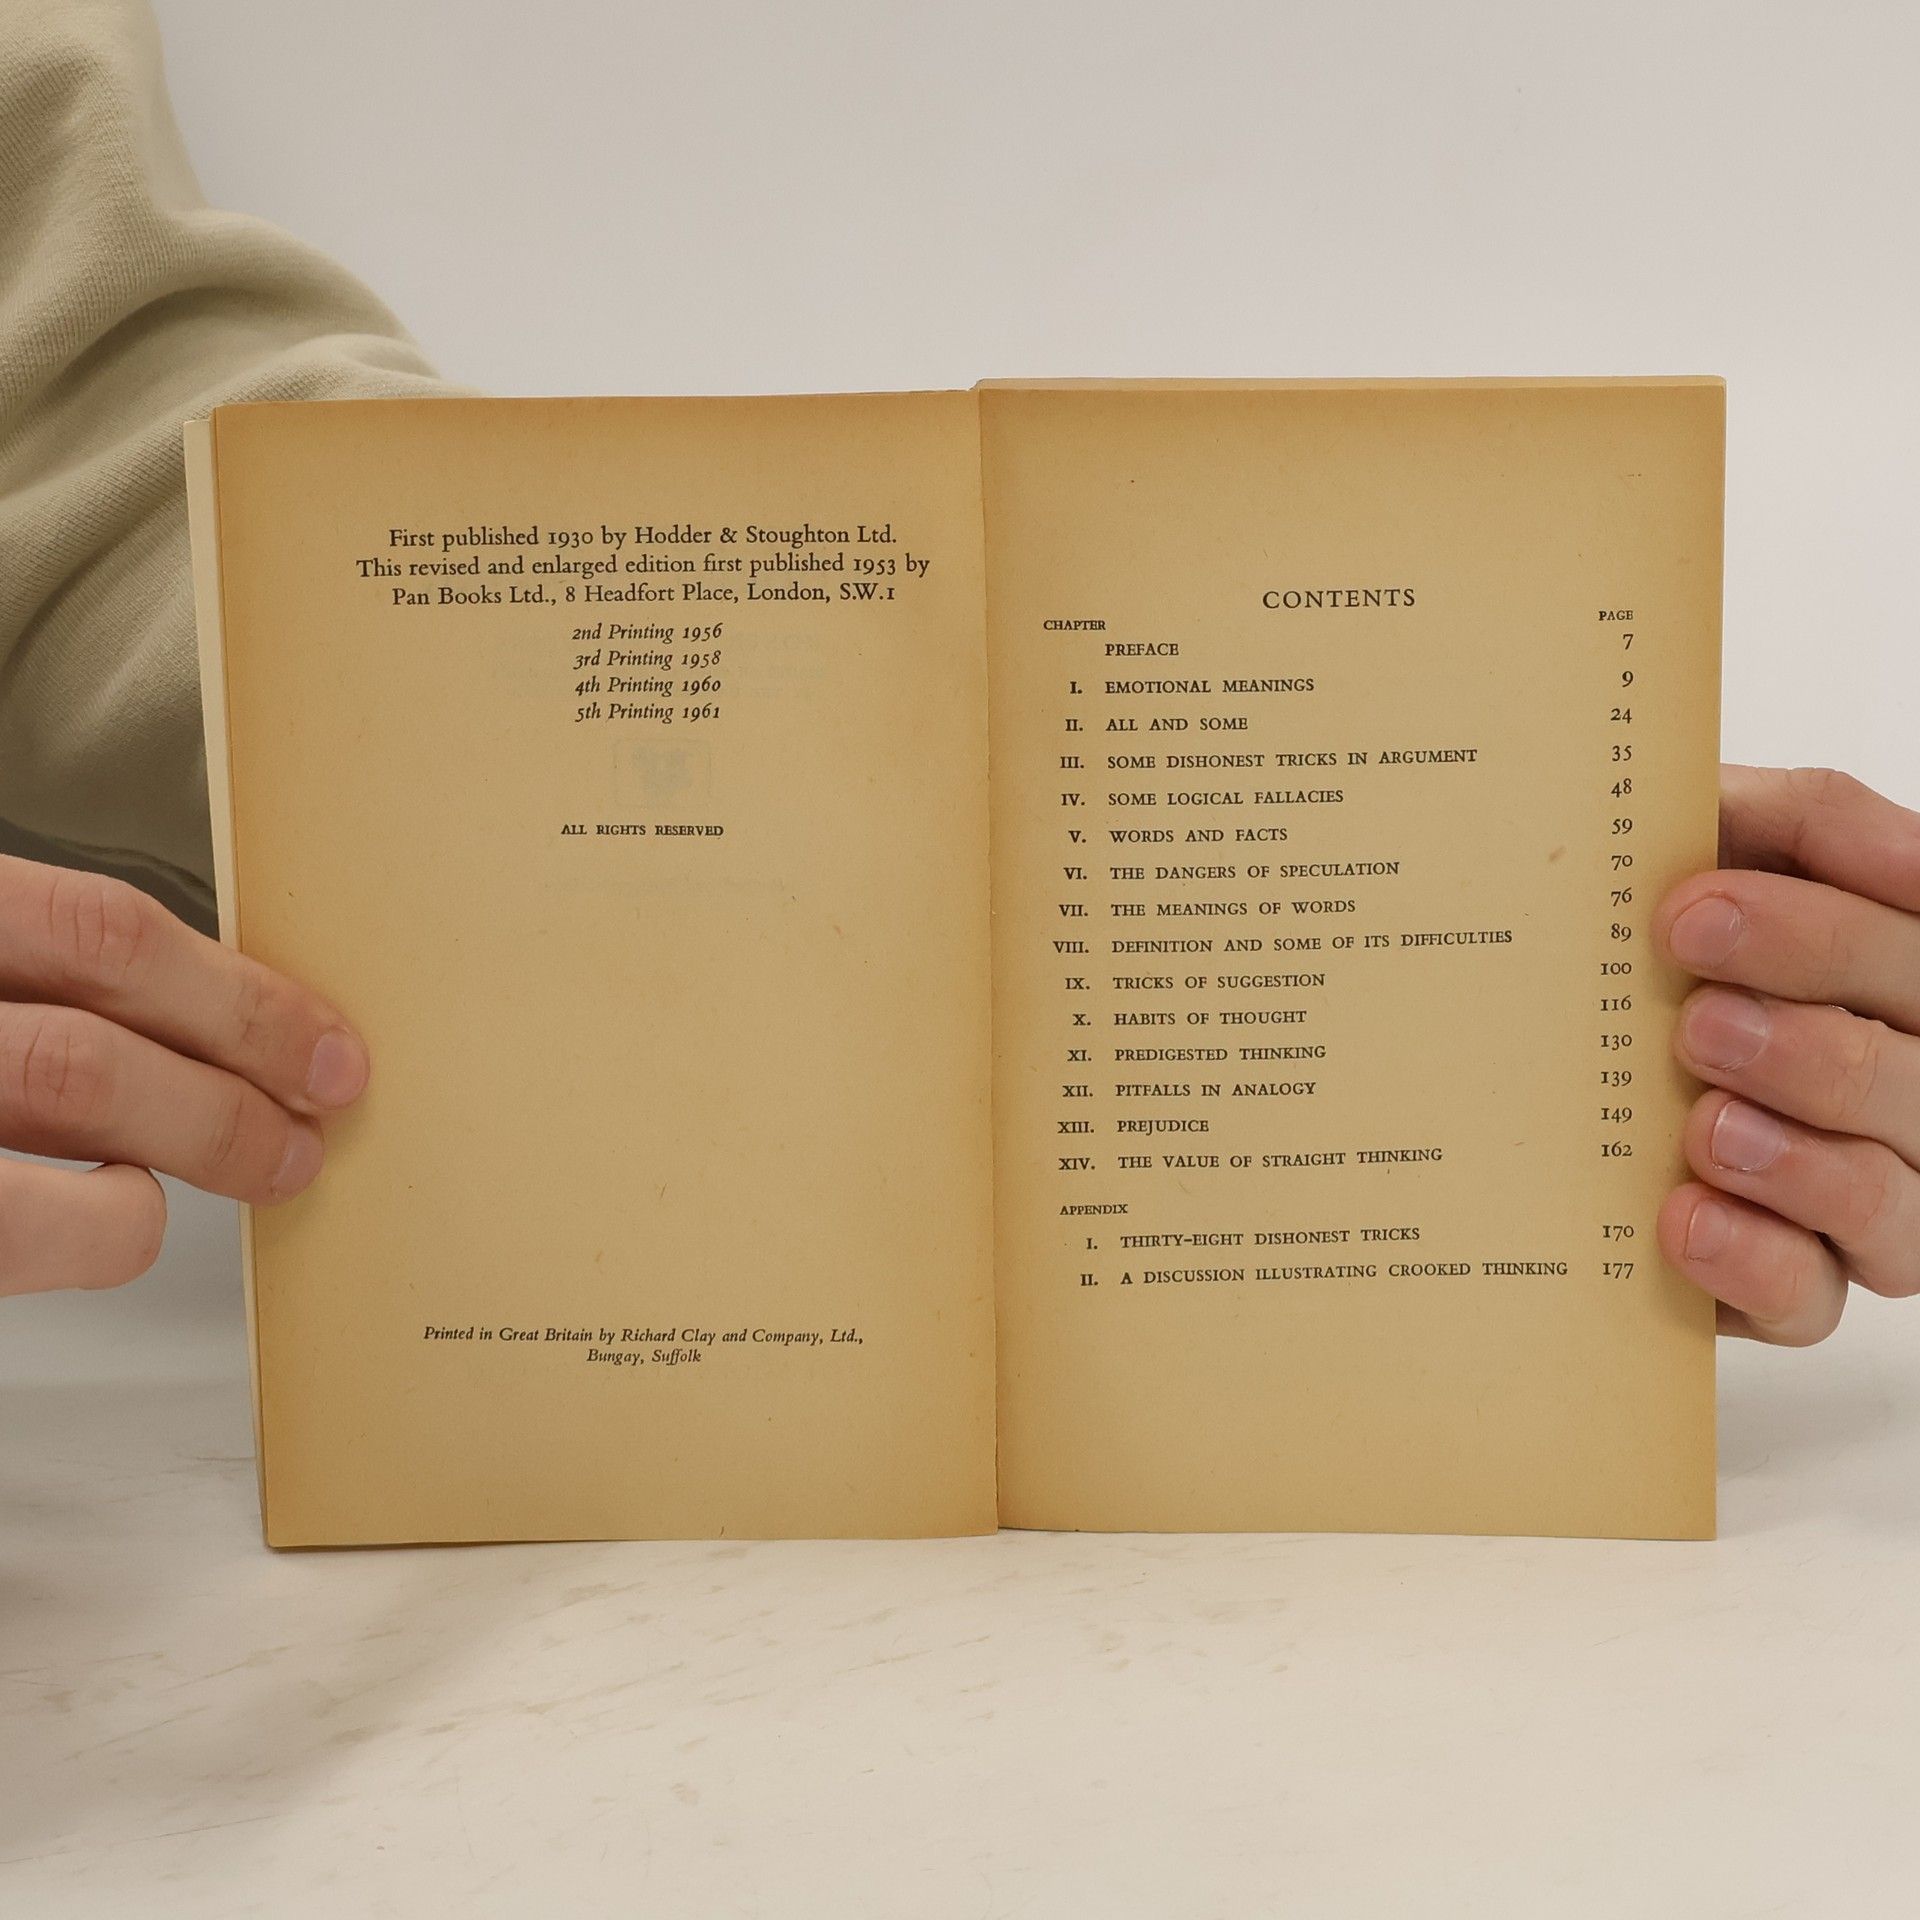 First published 1930 by Hodder & Stoughton Ltd.
This revised and enlarged edition first published 1953 by
Pan Books Ltd., 8 Headfort Place, London, S.W.1
2nd Printing 1956
3rd Printing 1958
4th Printing 1960
5th Printing 1961
ALL RIGHTS RESERVED
Printed in Great Britain by Richard Clay and Company, Ltd.,
Bungay, Suffolk
CONTENTS
CHAPTER PAGE
PREFACE 7
I. EMOTIONAL MEANINGS 9
II. ALL AND SOME 24
III. SOME DISHONEST TRICKS IN ARGUMENT 35
IV. SOME LOGICAL FALLACIES 48
V. WORDS AND FACTS 59
VI. THE DANGERS OF SPECULATION 70
VII. THE MEANINGS OF WORDS 76
VIII. DEFINITION AND SOME OF ITS DIFFICULTIES 89
IX. TRICKS OF SUGGESTION 100
X. HABITS OF THOUGHT 116
XI. PREDIGESTED THINKING 130
XII. PITFALLS IN ANALOGY 139
XIII. PREJUDICE 149
XIV. THE VALUE OF STRAIGHT THINKING 162
APPENDIX
I. THIRTY-EIGHT DISHONEST TRICKS 170
II. A DISCUSSION ILLUSTRATING CROOKED THINKING 177